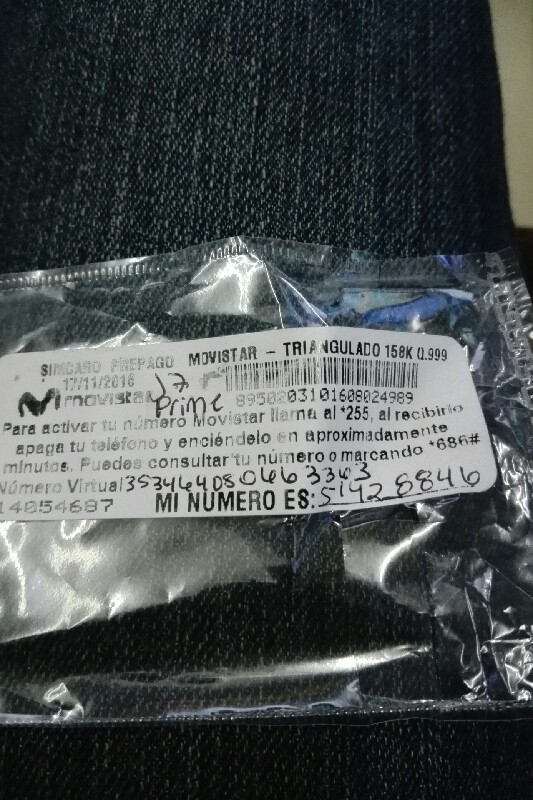 SIMCARD PREPAGO MOVISTAR - TRIANGULADO 158K Q.999
17/11/2016 J7
movistar Prime 8950203101608024989
Para activar tu número Movistar llama al *255, al recibirlo
apaga tu teléfono y enciéndelo en aproximadamente
minutos. Puedes consultar tu número o marcando *686#
Número Virtual 353464080663363
14054687 MI NUMERO ES: 51428846